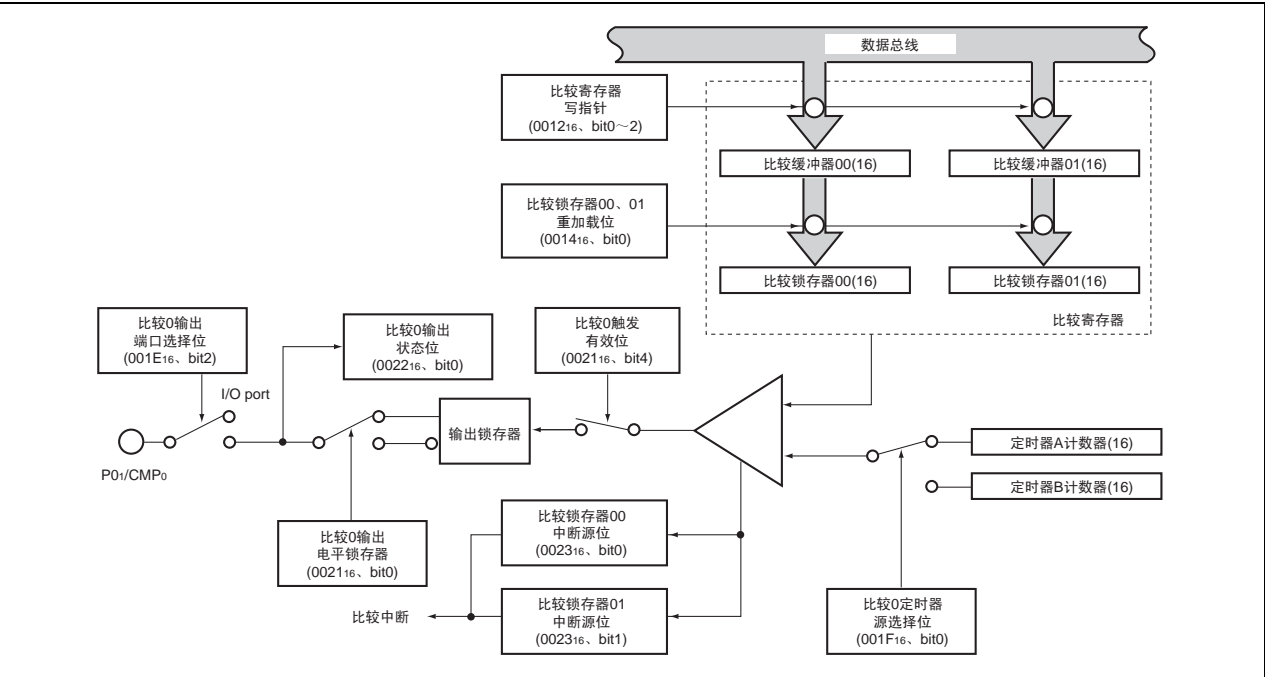 数据总线
比较寄存器
写指针
(001216、bit0～2)
比较缓冲器00(16)
比较缓冲器01(16)
比较锁存器00、01
重加载位
(001416、bit0)
比较锁存器00(16)
比较锁存器01(16)
比较寄存器
比较0输出
端口选择位
(001E16、bit2)
比较0输出
状态位
(002216、bit0)
比较0触发
有效位
(002116、bit4)
I/O port
输出锁存器
P01/CMP0
定时器A计数器(16)
定时器B计数器(16)
比较0输出
电平锁存器
(002116、bit0)
比较锁存器00
中断源位
(002316、bit0)
比较锁存器01
中断源位
(002316、bit1)
比较中断
比较0定时器
源选择位
(001F16、bit0)